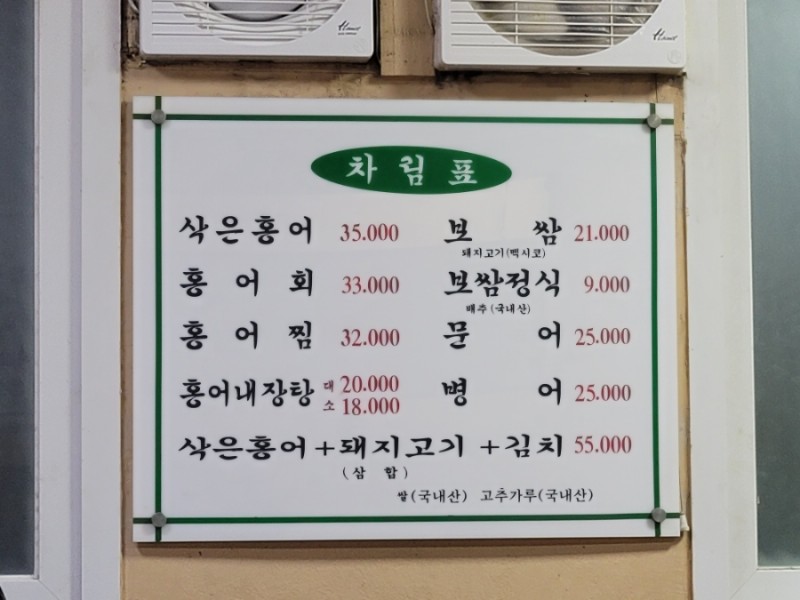 차림표
삭은홍어 35.000
홍어회 33.000
홍어찜 32.000
홍어내장탕 대 20.000
소 18.000
보쌈 21.000
돼지고기(멕시코)
보쌈정식 9.000
배추(국내산)
문어 25.000
병어 25.000
삭은홍어+돼지고기+김치 55.000
(삼합)
쌀(국내산) 고추가루(국내산)